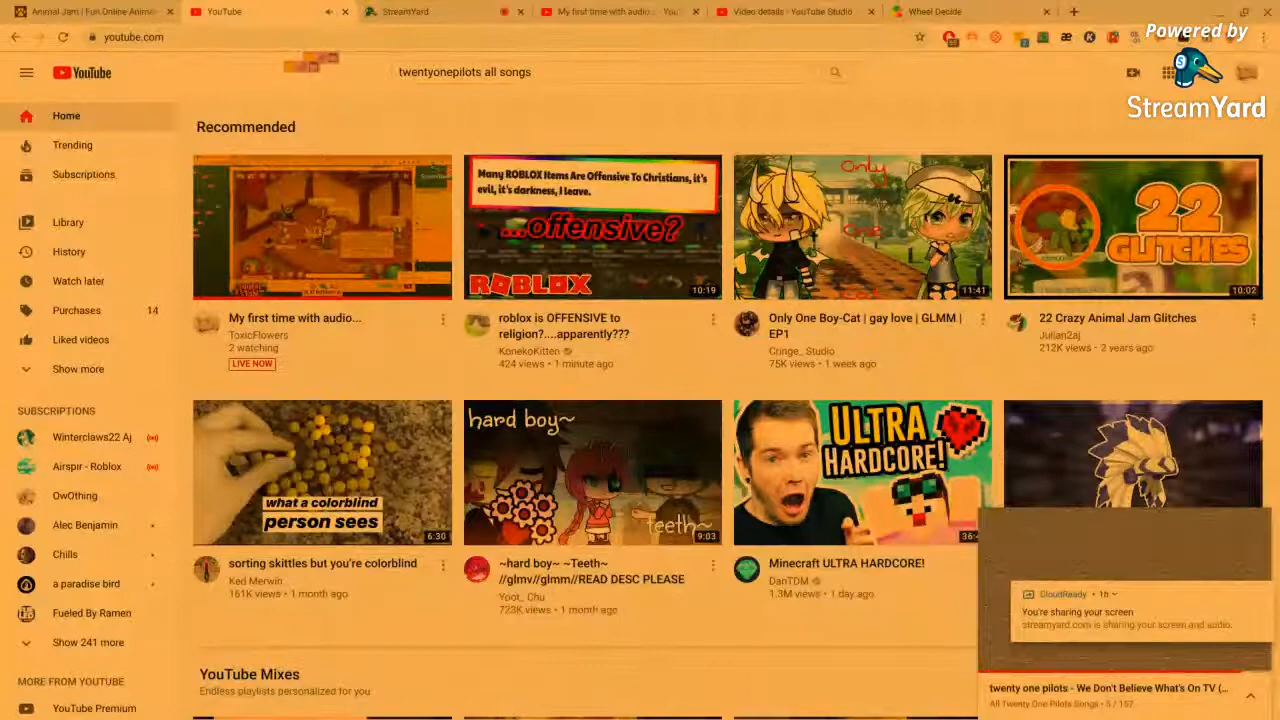 Animal Jam | Fun Online Anima
YouTube
StreamYard
My first time with audio...
Video details - YouTube Studio
Wheel Decide
Powered by
StreamYard
youtube.com
YouTube
twentyonepilots all songs
Home
Trending
Subscriptions
Library
History
Watch later
Purchases 14
Liked videos
Show more
SUBSCRIPTIONS
Winterclaws22 Aj
Airspir - Roblox
OwOthing
Alec Benjamin
Chills
a paradise bird
Fueled By Ramen
Show 241 more
MORE FROM YOUTUBE
YouTube Premium
Recommended
My first time with audio...
ToxicFlowers
2 watching
LIVE NOW
Many ROBLOX Items Are Offensive To Christians, it's
evil, it's darkness, I leave.
...offensive?
ROBLOX
10:19
roblox is OFFENSIVE to
religion?....apparently???
KonekoKitten
424 views • 1 minute ago
Only
One
11:41
Only One Boy-Cat | gay love | GLMM |
EP1
Cringe_ Studio
75K views • 1 week ago
22
GLITCHES
10:02
22 Crazy Animal Jam Glitches
Julian2aj
212K views • 2 years ago
what a colorblind
person sees
6:30
sorting skittles but you're colorblind
Ked Merwin
161K views • 1 month ago
hard boy~
teeth~
9:03
~hard boy~ ~Teeth~
//glmv//glmm//READ DESC PLEASE
Yoot_ Chu
723K views • 1 month ago
ULTRA
HARDCORE!
36:4
Minecraft ULTRA HARDCORE!
DanTDM
1.3M views • 1 day ago
CloudReady • 1h
You're sharing your screen
streamyard.com is sharing your screen and audio.
twenty one pilots - We Don't Believe What's On TV (...
All Twenty One Pilots Songs • 5 / 157
YouTube Mixes
Endless playlists personalized for you